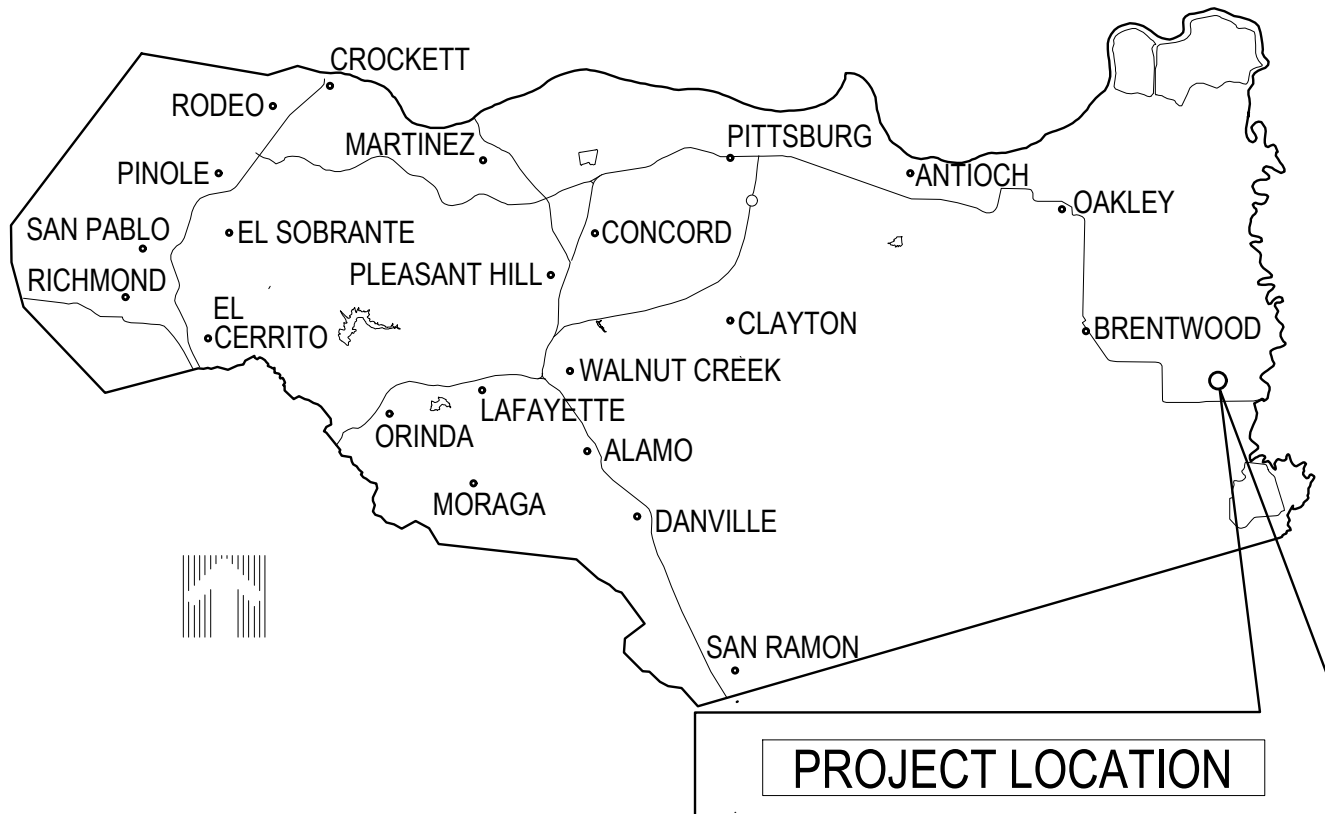 CROCKETT
RODEO
MARTINEZ
PITTSBURG
PINOLE
ANTIOCH
OAKLEY
SAN PABLO
EL SOBRANTE
CONCORD
PLEASANT HILL
RICHMOND
EL
CERRITO
CLAYTON
BRENTWOOD
WALNUT CREEK
LAFAYETTE
ORINDA
ALAMO
MORAGA
DANVILLE
SAN RAMON
PROJECT LOCATION